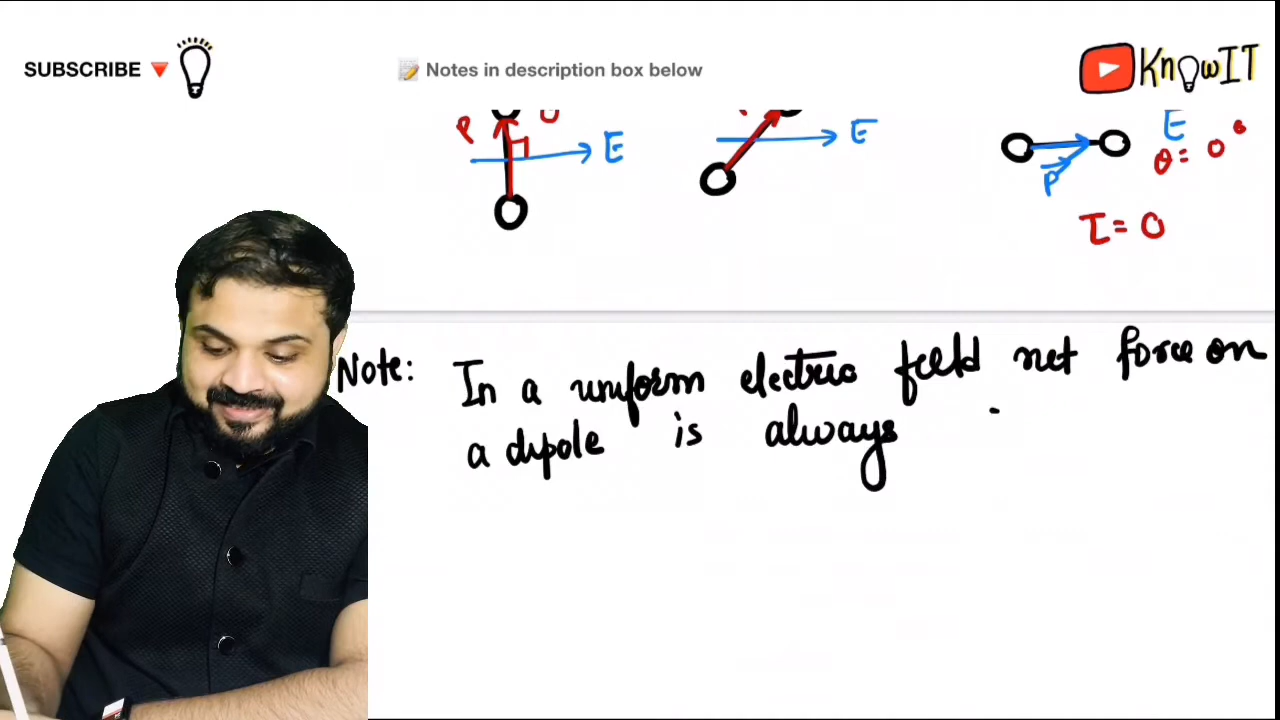 SUBSCRIBE
Notes in description box below
KnowIT
P
E
E
E
θ = 0°
P
τ = 0
Note: In a uniform electric field net force on
a dipole is always